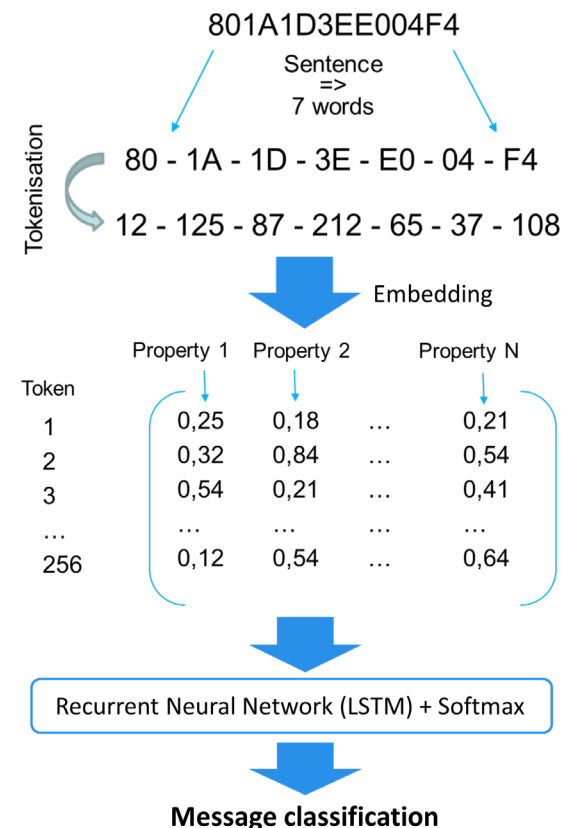 801A1D3EE004F4
Sentence
=>
7 words
Tokenisation
80 - 1A - 1D - 3E - E0 - 04 - F4
12 - 125 - 87 - 212 - 65 - 37 - 108
Embedding
Property 1 Property 2 Property N
Token
1 0,25 0,18 ... 0,21
2 0,32 0,84 ... 0,54
3 0,54 0,21 ... 0,41
... ... ... ... ...
256 0,12 0,54 ... 0,64
Recurrent Neural Network (LSTM) + Softmax
Message classification